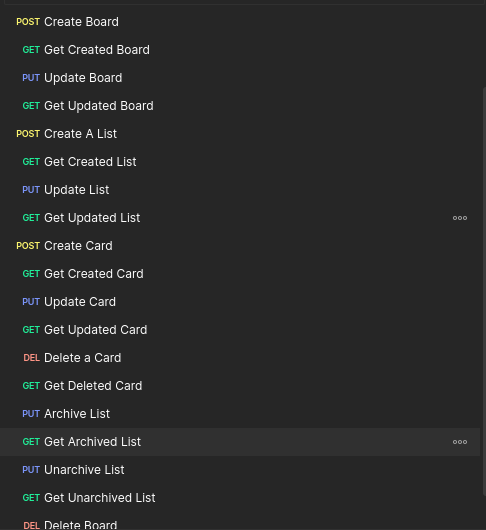 POST Create Board
GET Get Created Board
PUT Update Board
GET Get Updated Board
POST Create A List
GET Get Created List
PUT Update List
GET Get Updated List
POST Create Card
GET Get Created Card
PUT Update Card
GET Get Updated Card
DEL Delete a Card
GET Get Deleted Card
PUT Archive List
GET Get Archived List
PUT Unarchive List
GET Get Unarchived List
DEL Delete Board